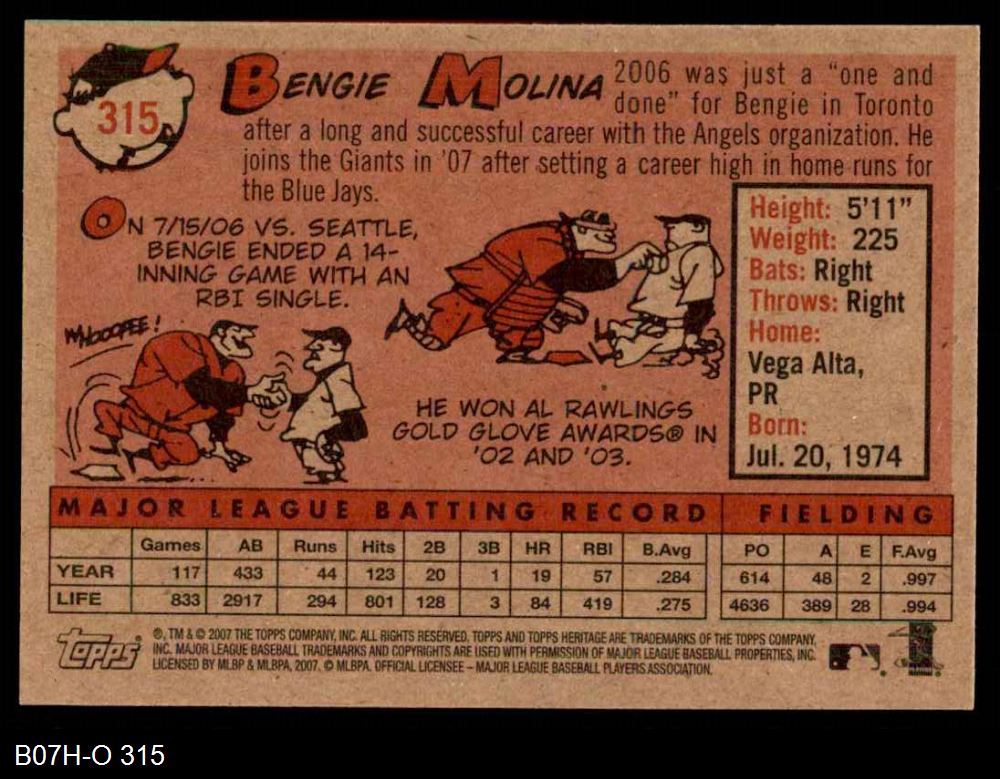 315
BENGIE MOLINA
2006 was just a “one and
done” for Bengie in Toronto
after a long and successful career with the Angels organization. He
joins the Giants in '07 after setting a career high in home runs for
the Blue Jays.
ON 7/15/06 VS. SEATTLE,
BENGIE ENDED A 14-
INNING GAME WITH AN
RBI SINGLE.
WHOOPEE!
HE WON AL RAWLINGS
GOLD GLOVE AWARDS® IN
'02 AND '03.
Height: 5'11”
Weight: 225
Bats: Right
Throws: Right
Home:
Vega Alta,
PR
Born:
Jul. 20, 1974
MAJOR LEAGUE BATTING RECORD FIELDING
Games AB Runs Hits 2B 3B HR RBI B.Avg PO A E F.Avg
YEAR 117 433 44 123 20 1 19 57 .284 614 48 2 .997
LIFE 833 2917 294 801 128 3 84 419 .275 4636 389 28 .994
topps
®, TM & © 2007 THE TOPPS COMPANY, INC. ALL RIGHTS RESERVED. TOPPS AND TOPPS HERITAGE ARE TRADEMARKS OF THE TOPPS COMPANY,
INC. MAJOR LEAGUE BASEBALL TRADEMARKS AND COPYRIGHTS ARE USED WITH PERMISSION OF MAJOR LEAGUE BASEBALL PROPERTIES, INC.
LICENSED BY MLBP & MLBPA, 2007. © MLBPA. OFFICIAL LICENSEE – MAJOR LEAGUE BASEBALL PLAYERS ASSOCIATION.
B07H-O 315